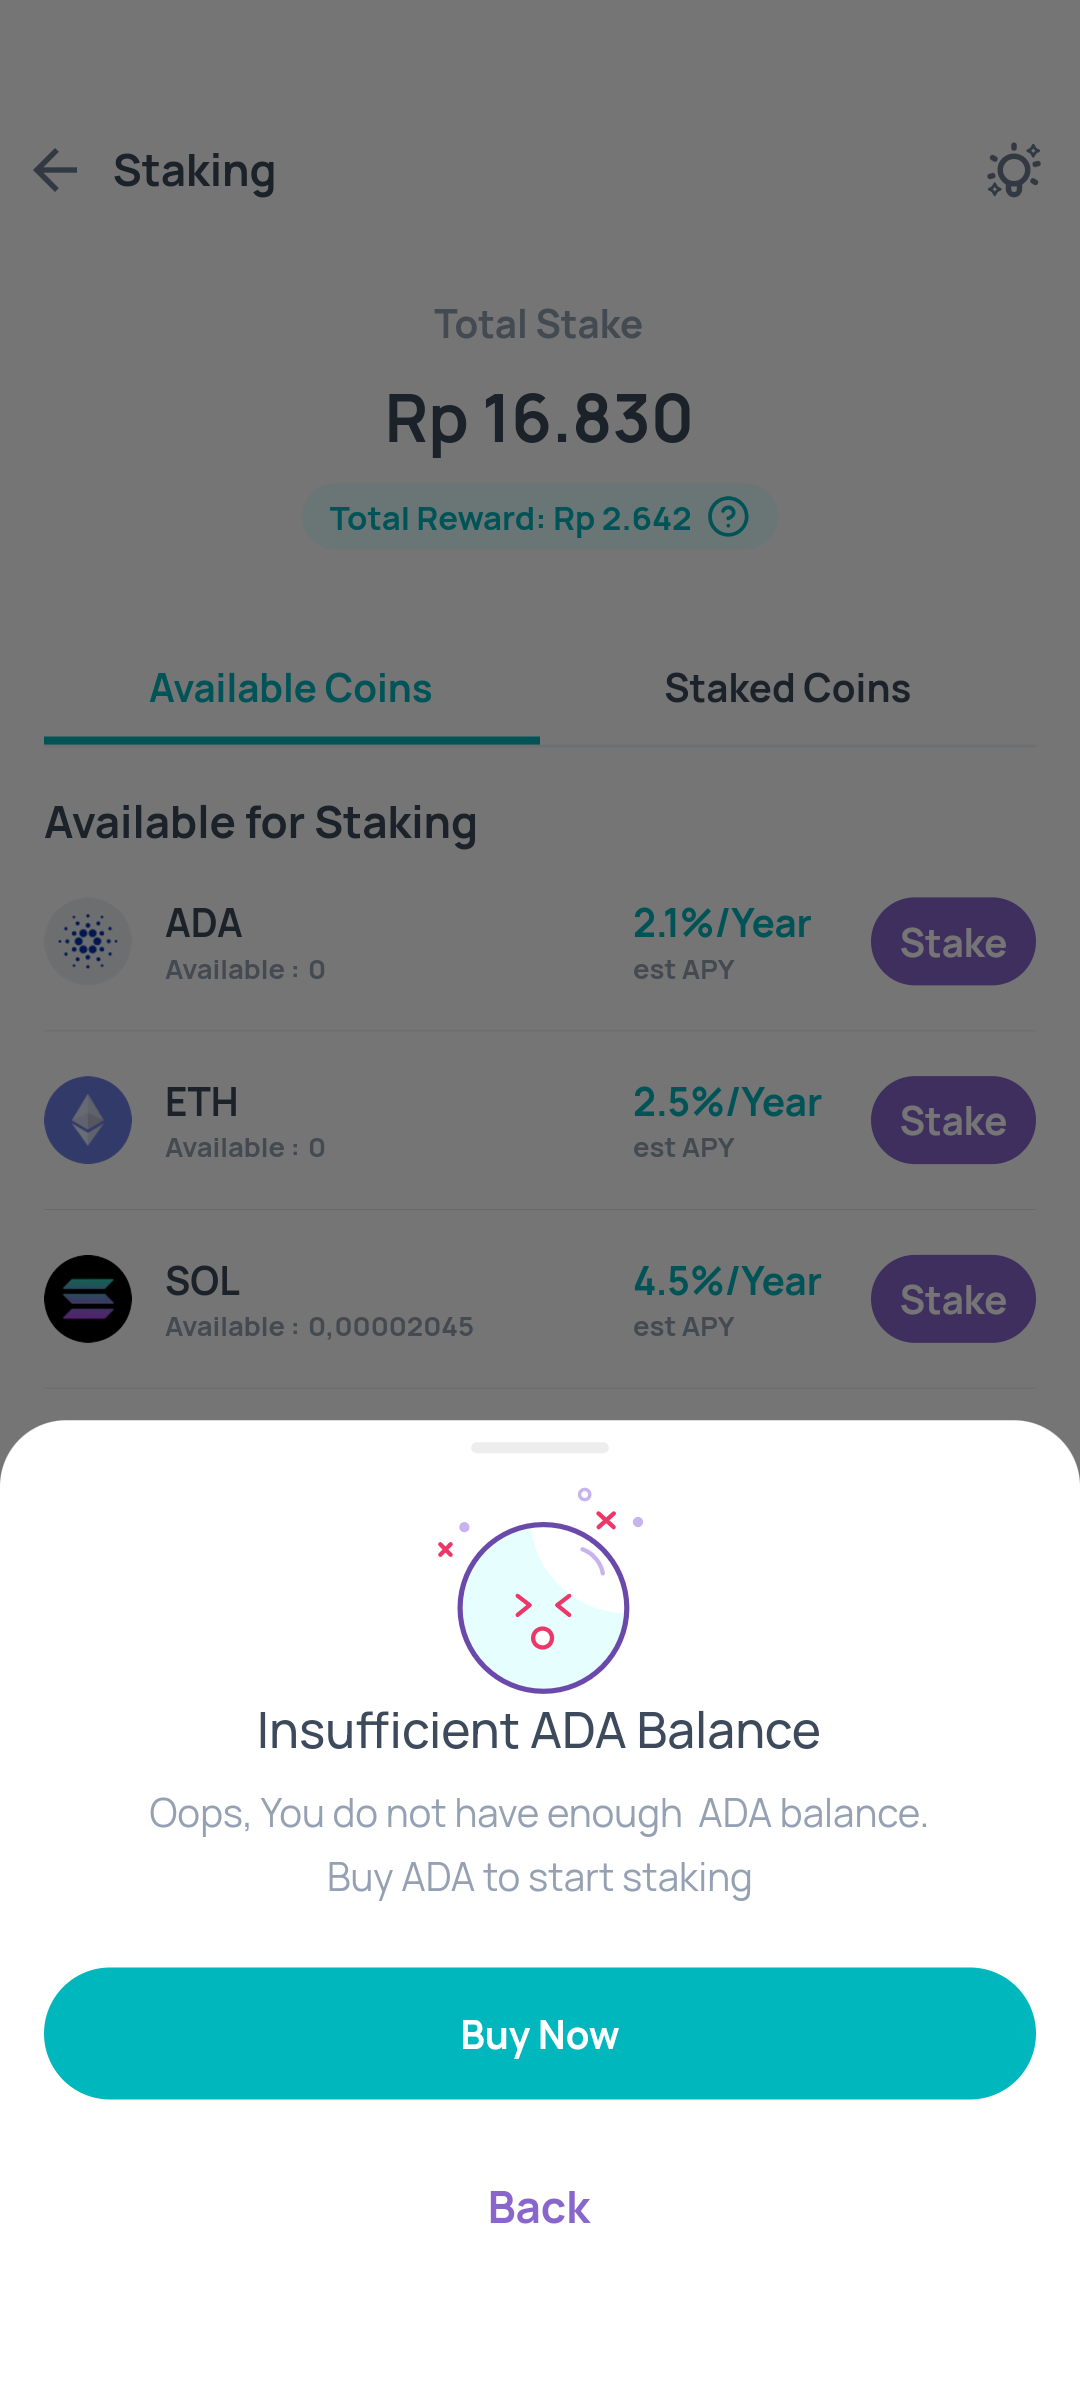 Staking
Total Stake
Rp 16.830
Total Reward: Rp 2.642
Available Coins
Staked Coins
Available for Staking
ADA
2.1%/Year
Stake
Available : 0
est APY
ETH
2.5%/Year
Stake
Available : 0
est APY
SOL
4.5%/Year
Stake
Available : 0,00002045
est APY
Insufficient ADA Balance
Oops, You do not have enough  ADA balance.
Buy ADA to start staking
Buy Now
Back